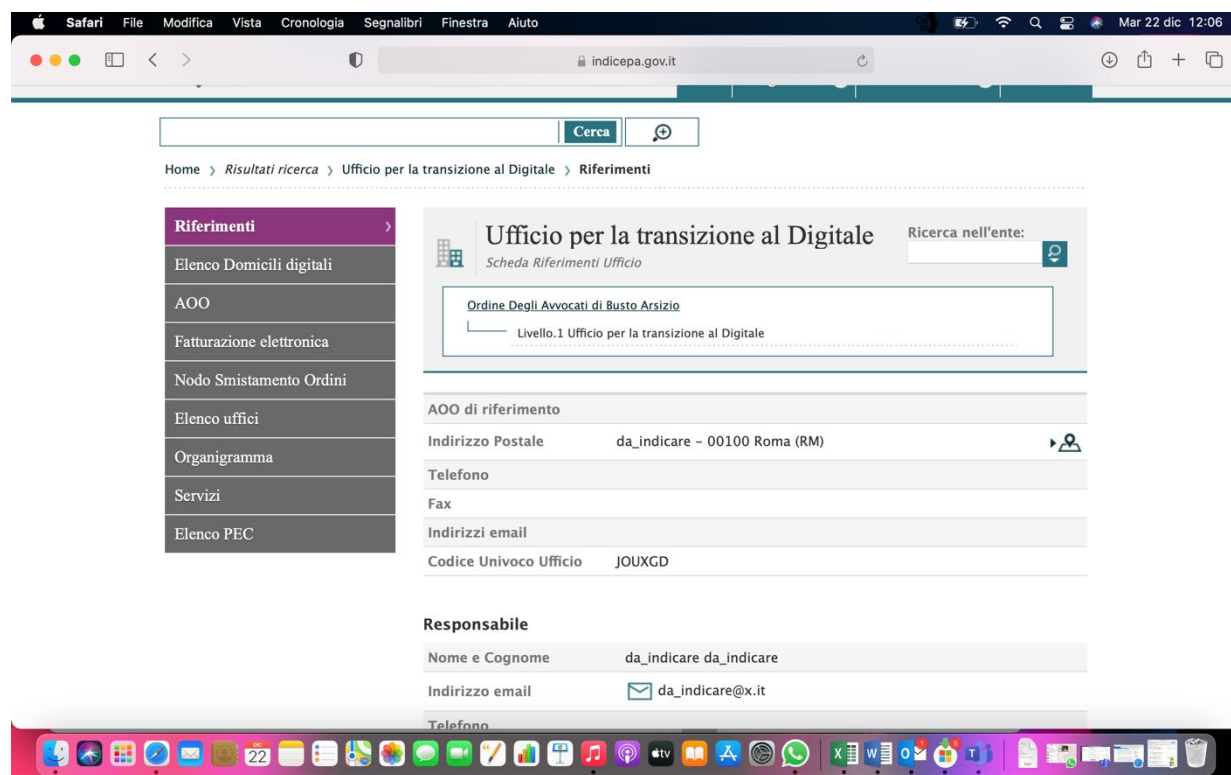 Safari File Modifica Vista Cronologia Segnalibri Finestra Aiuto Mar 22 dic 12:06
indicepa.gov.it
Cerca
Home › Risultati ricerca › Ufficio per la transizione al Digitale › Riferimenti
Riferimenti
Elenco Domicili digitali
AOO
Fatturazione elettronica
Nodo Smistamento Ordini
Elenco uffici
Organigramma
Servizi
Elenco PEC
Ufficio per la transizione al Digitale
Scheda Riferimenti Ufficio
Ricerca nell'ente:
Ordine Degli Avvocati di Busto Arsizio
Livello.1 Ufficio per la transizione al Digitale
AOO di riferimento
Indirizzo Postale da_indicare - 00100 Roma (RM)
Telefono
Fax
Indirizzi email
Codice Univoco Ufficio JOUXGD
Responsabile
Nome e Cognome da_indicare da_indicare
Indirizzo email da_indicare@x.it
Telefono
DIC
22
tv